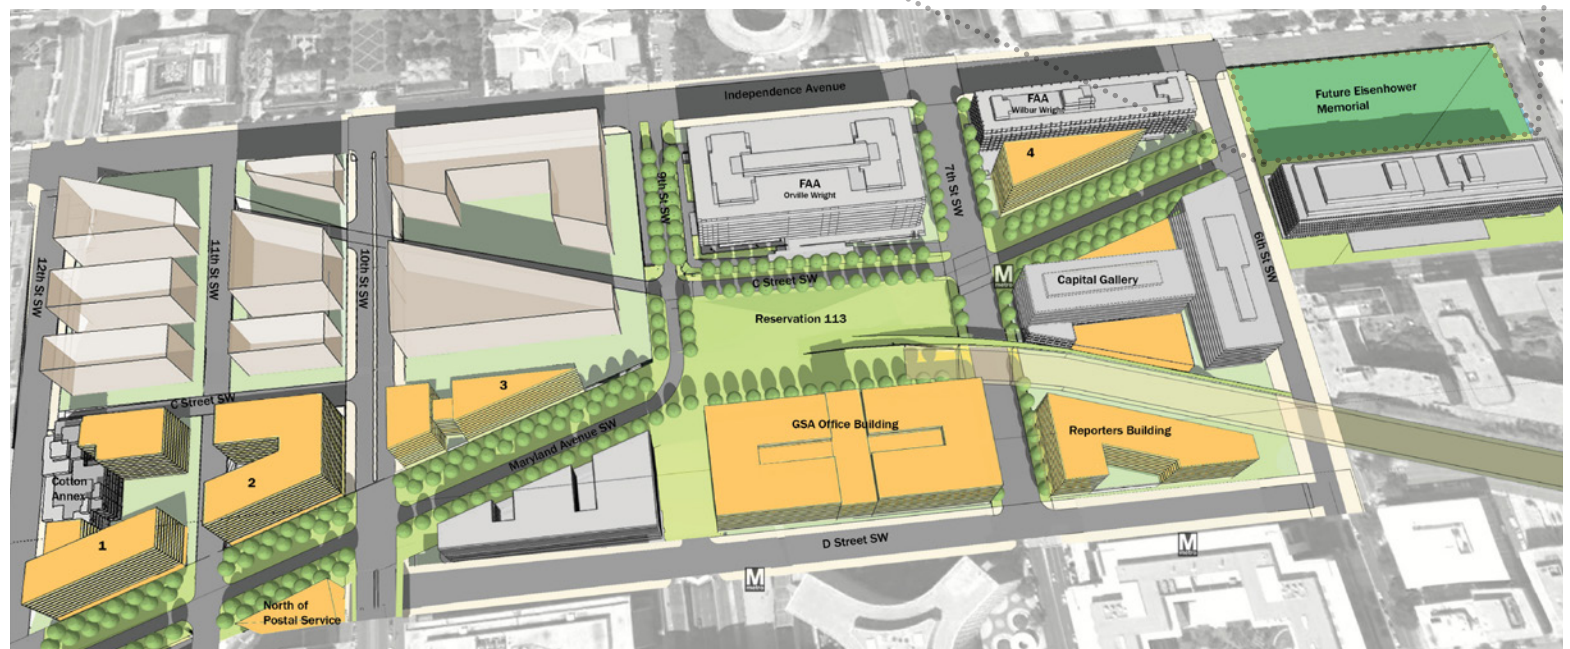 Independence Avenue
FAA
Wilbur Wright
Future Eisenhower
Memorial
4
9th St SW
FAA
Orville Wright
7th St SW
12th St SW
11th St SW
10th St SW
6th St SW
M
C Street SW
Capital Gallery
Reservation 113
3
C Street SW
Maryland Avenue SW
GSA Office Building
Reporters Building
Cotton
Annex
2
1
D Street SW
M
M
metro
North of
Postal Service